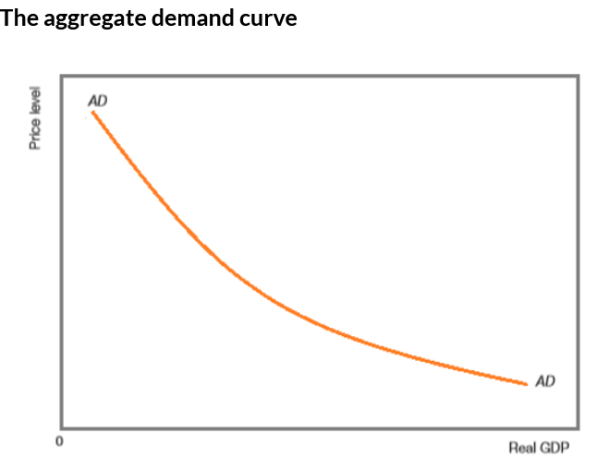 The aggregate demand curve
Price level
AD
AD
0
Real GDP